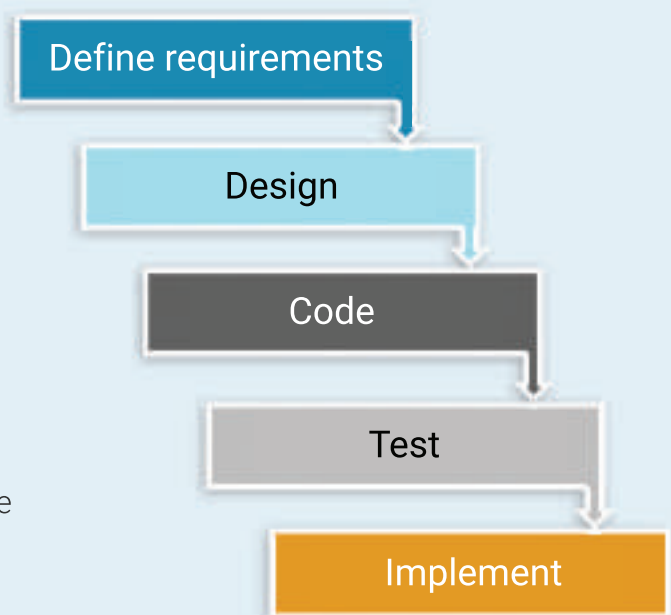 Define requirements
Design
Code
Test
e
Implement